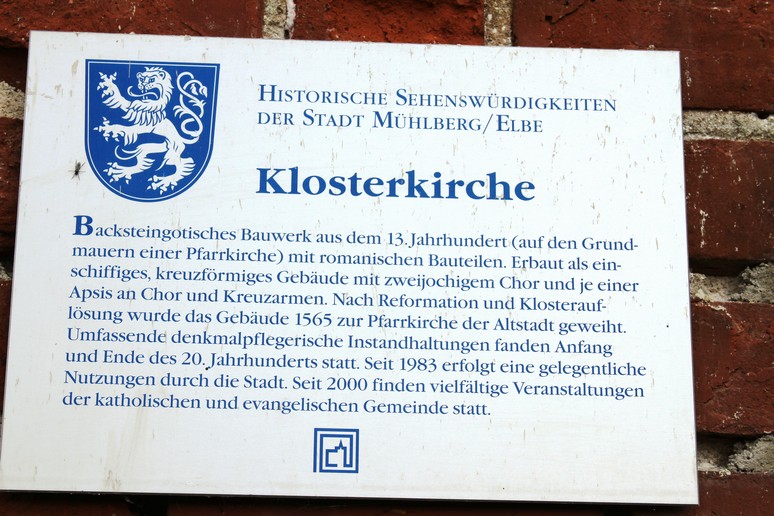 Historische Sehenswürdigkeiten
der Stadt Mühlberg/Elbe
Klosterkirche
Backsteingotisches Bauwerk aus dem 13. Jahrhundert (auf den Grund-
mauern einer Pfarrkirche) mit romanischen Bauteilen. Erbaut als ein-
schiffiges, kreuzförmiges Gebäude mit zweijochigem Chor und je einer
Apsis an Chor und Kreuzarmen. Nach Reformation und Klosterauf-
lösung wurde das Gebäude 1565 zur Pfarrkirche der Altstadt geweiht.
Umfassende denkmalpflegerische Instandhaltungen fanden Anfang
und Ende des 20. Jahrhunderts statt. Seit 1983 erfolgt eine gelegentliche
Nutzungen durch die Stadt. Seit 2000 finden vielfältige Veranstaltungen
der katholischen und evangelischen Gemeinde statt.